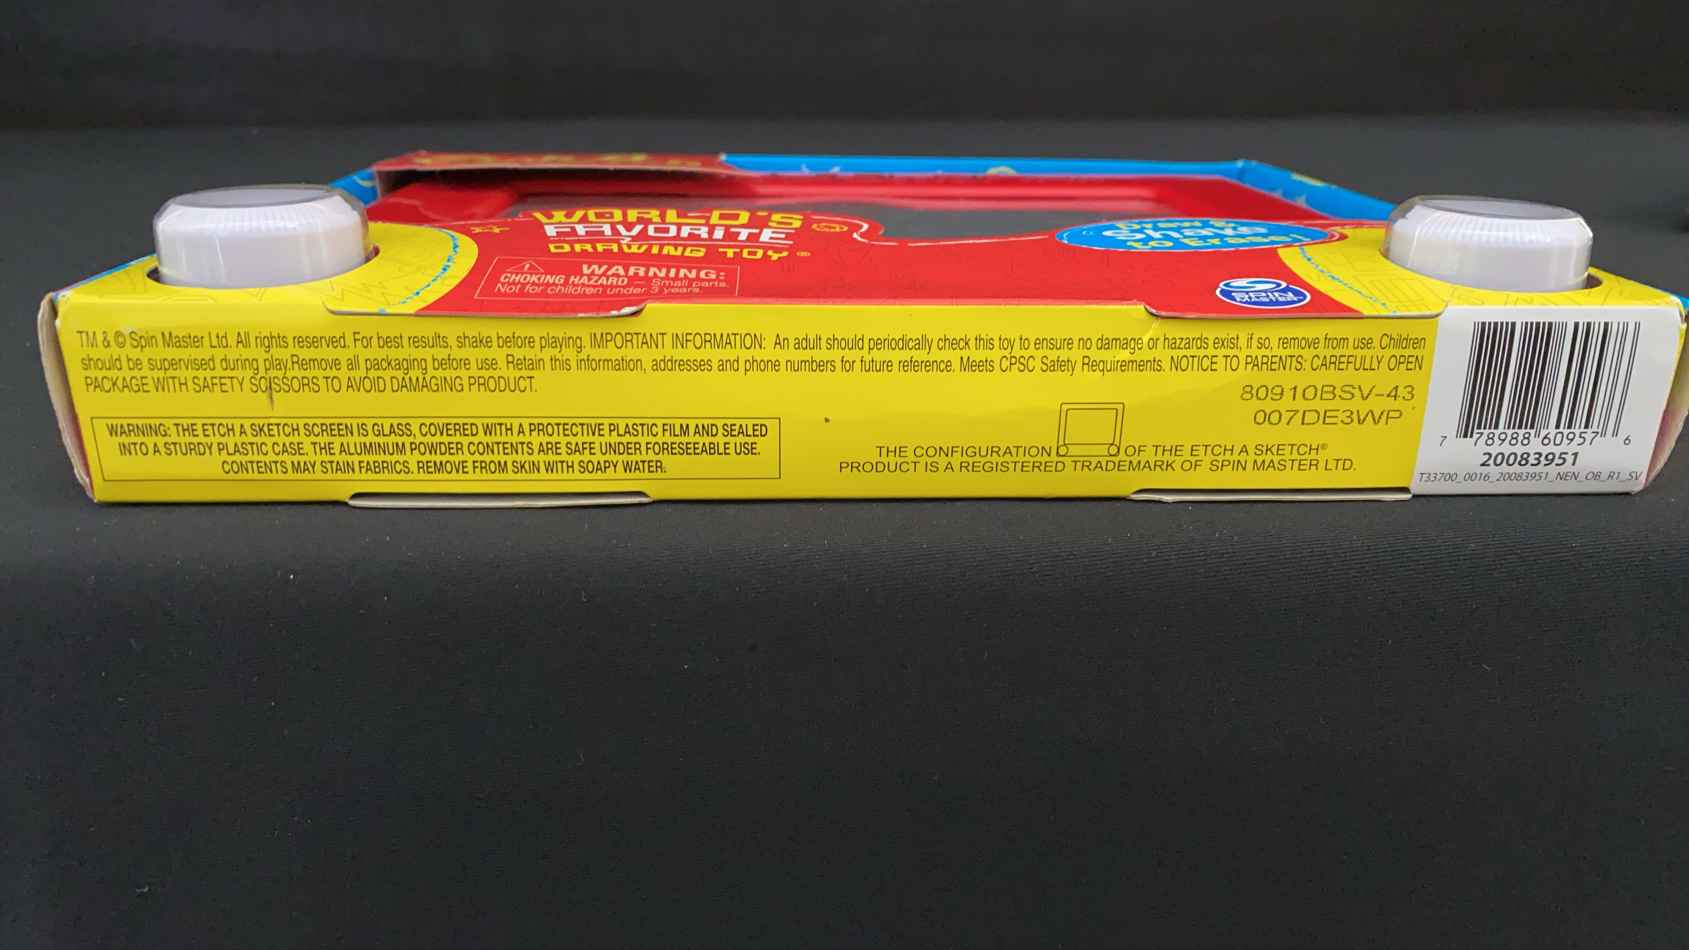 WORLD'S
FAVORITE
DRAWING TOY®
Draw &
Shake
to Erase!
WARNING:
CHOKING HAZARD — Small parts.
Not for children under 3 years.
SPIN
MASTER
TM & © Spin Master Ltd. All rights reserved. For best results, shake before playing. IMPORTANT INFORMATION: An adult should periodically check this toy to ensure no damage or hazards exist, if so, remove from use. Children
should be supervised during play.Remove all packaging before use. Retain this information, addresses and phone numbers for future reference. Meets CPSC Safety Requirements. NOTICE TO PARENTS: CAREFULLY OPEN
PACKAGE WITH SAFETY SCISSORS TO AVOID DAMAGING PRODUCT.
80910BSV-43
007DE3WP
WARNING: THE ETCH A SKETCH SCREEN IS GLASS, COVERED WITH A PROTECTIVE PLASTIC FILM AND SEALED
INTO A STURDY PLASTIC CASE. THE ALUMINUM POWDER CONTENTS ARE SAFE UNDER FORESEEABLE USE.
CONTENTS MAY STAIN FABRICS. REMOVE FROM SKIN WITH SOAPY WATER.
THE CONFIGURATION OF THE ETCH A SKETCH®
PRODUCT IS A REGISTERED TRADEMARK OF SPIN MASTER LTD.
7 78988 60957 6
20083951
T33700_0016_20083951_NEN_OB_R1_SV